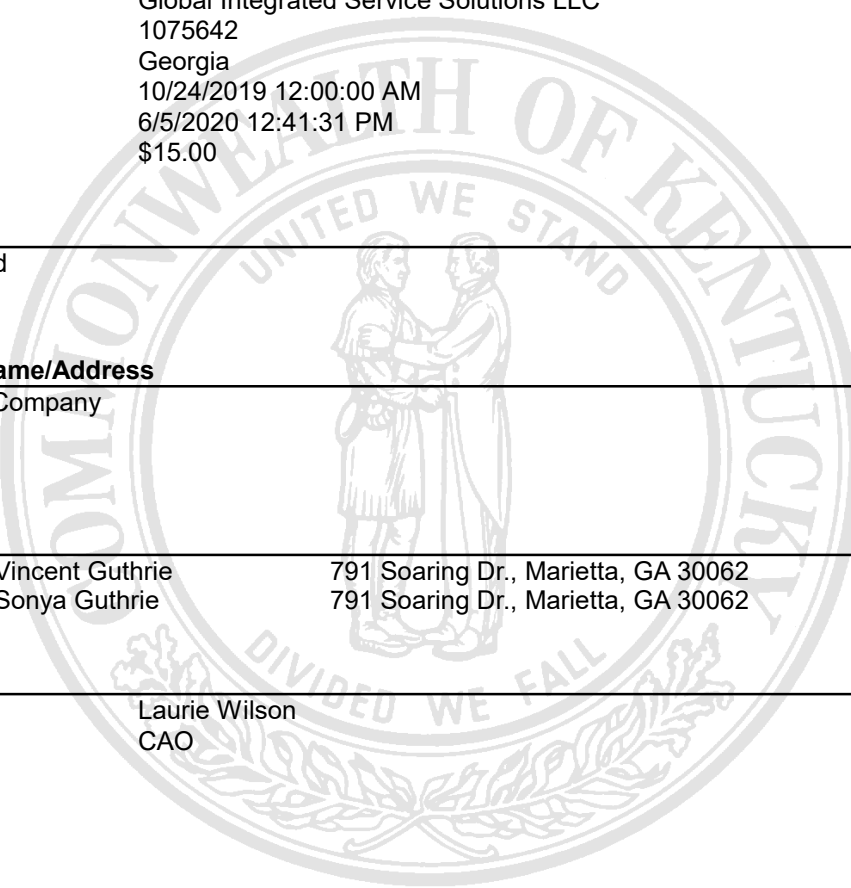 Global Integrated Service Solutions LLC
1075642
Georgia
10/24/2019 12:00:00 AM
6/5/2020 12:41:31 PM
$15.00
COMMONWEALTH OF KENTUCKY
UNITED WE STAND
d
ame/Address
Company
Vincent Guthrie 791 Soaring Dr., Marietta, GA 30062
Sonya Guthrie 791 Soaring Dr., Marietta, GA 30062
DIVIDED WE FALL
Laurie Wilson
CAO